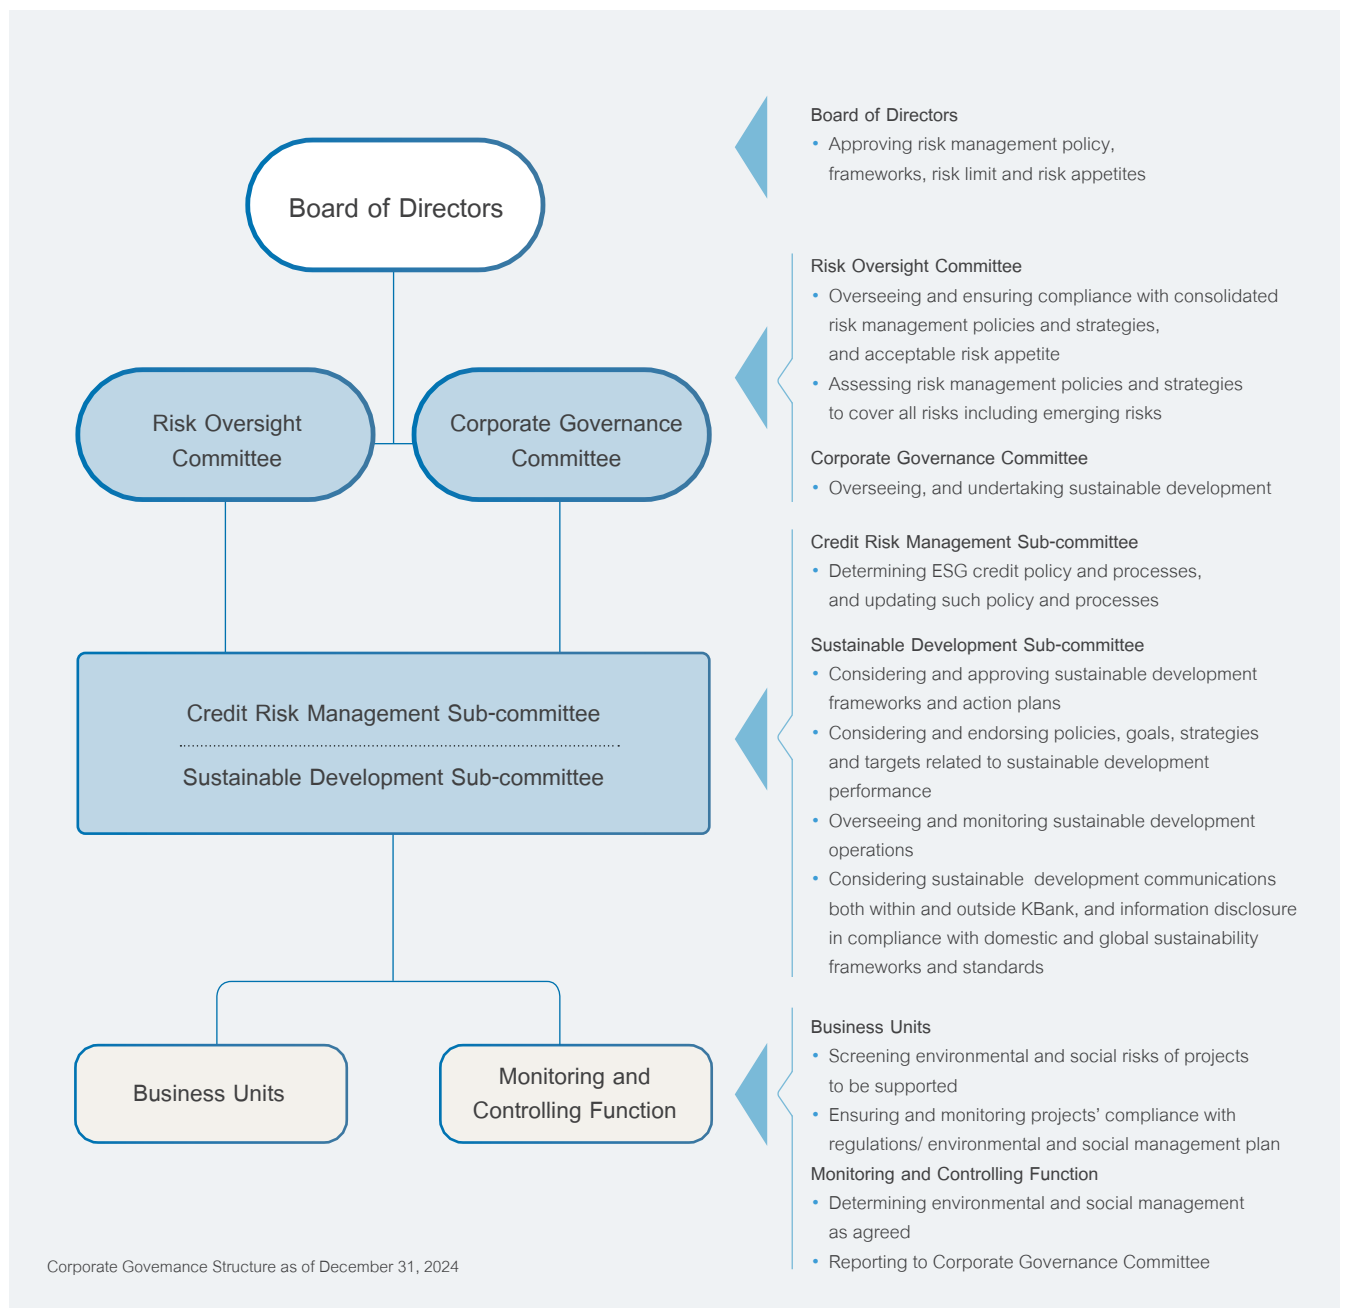 Board of Directors
Risk Oversight
Committee
Corporate Governance
Committee
Credit Risk Management Sub-committee
Sustainable Development Sub-committee
Business Units
Monitoring and
Controlling Function
Board of Directors
• Approving risk management policy,
frameworks, risk limit and risk appetites
Risk Oversight Committee
• Overseeing and ensuring compliance with consolidated
risk management policies and strategies,
and acceptable risk appetite
• Assessing risk management policies and strategies
to cover all risks including emerging risks
Corporate Governance Committee
• Overseeing, and undertaking sustainable development
Credit Risk Management Sub-committee
• Determining ESG credit policy and processes,
and updating such policy and processes
Sustainable Development Sub-committee
• Considering and approving sustainable development
frameworks and action plans
• Considering and endorsing policies, goals, strategies
and targets related to sustainable development
performance
• Overseeing and monitoring sustainable development
operations
• Considering sustainable development communications
both within and outside KBank, and information disclosure
in compliance with domestic and global sustainability
frameworks and standards
Business Units
• Screening environmental and social risks of projects
to be supported
• Ensuring and monitoring projects’ compliance with
regulations/ environmental and social management plan
Monitoring and Controlling Function
• Determining environmental and social management
as agreed
• Reporting to Corporate Governance Committee
Corporate Governance Structure as of December 31, 2024